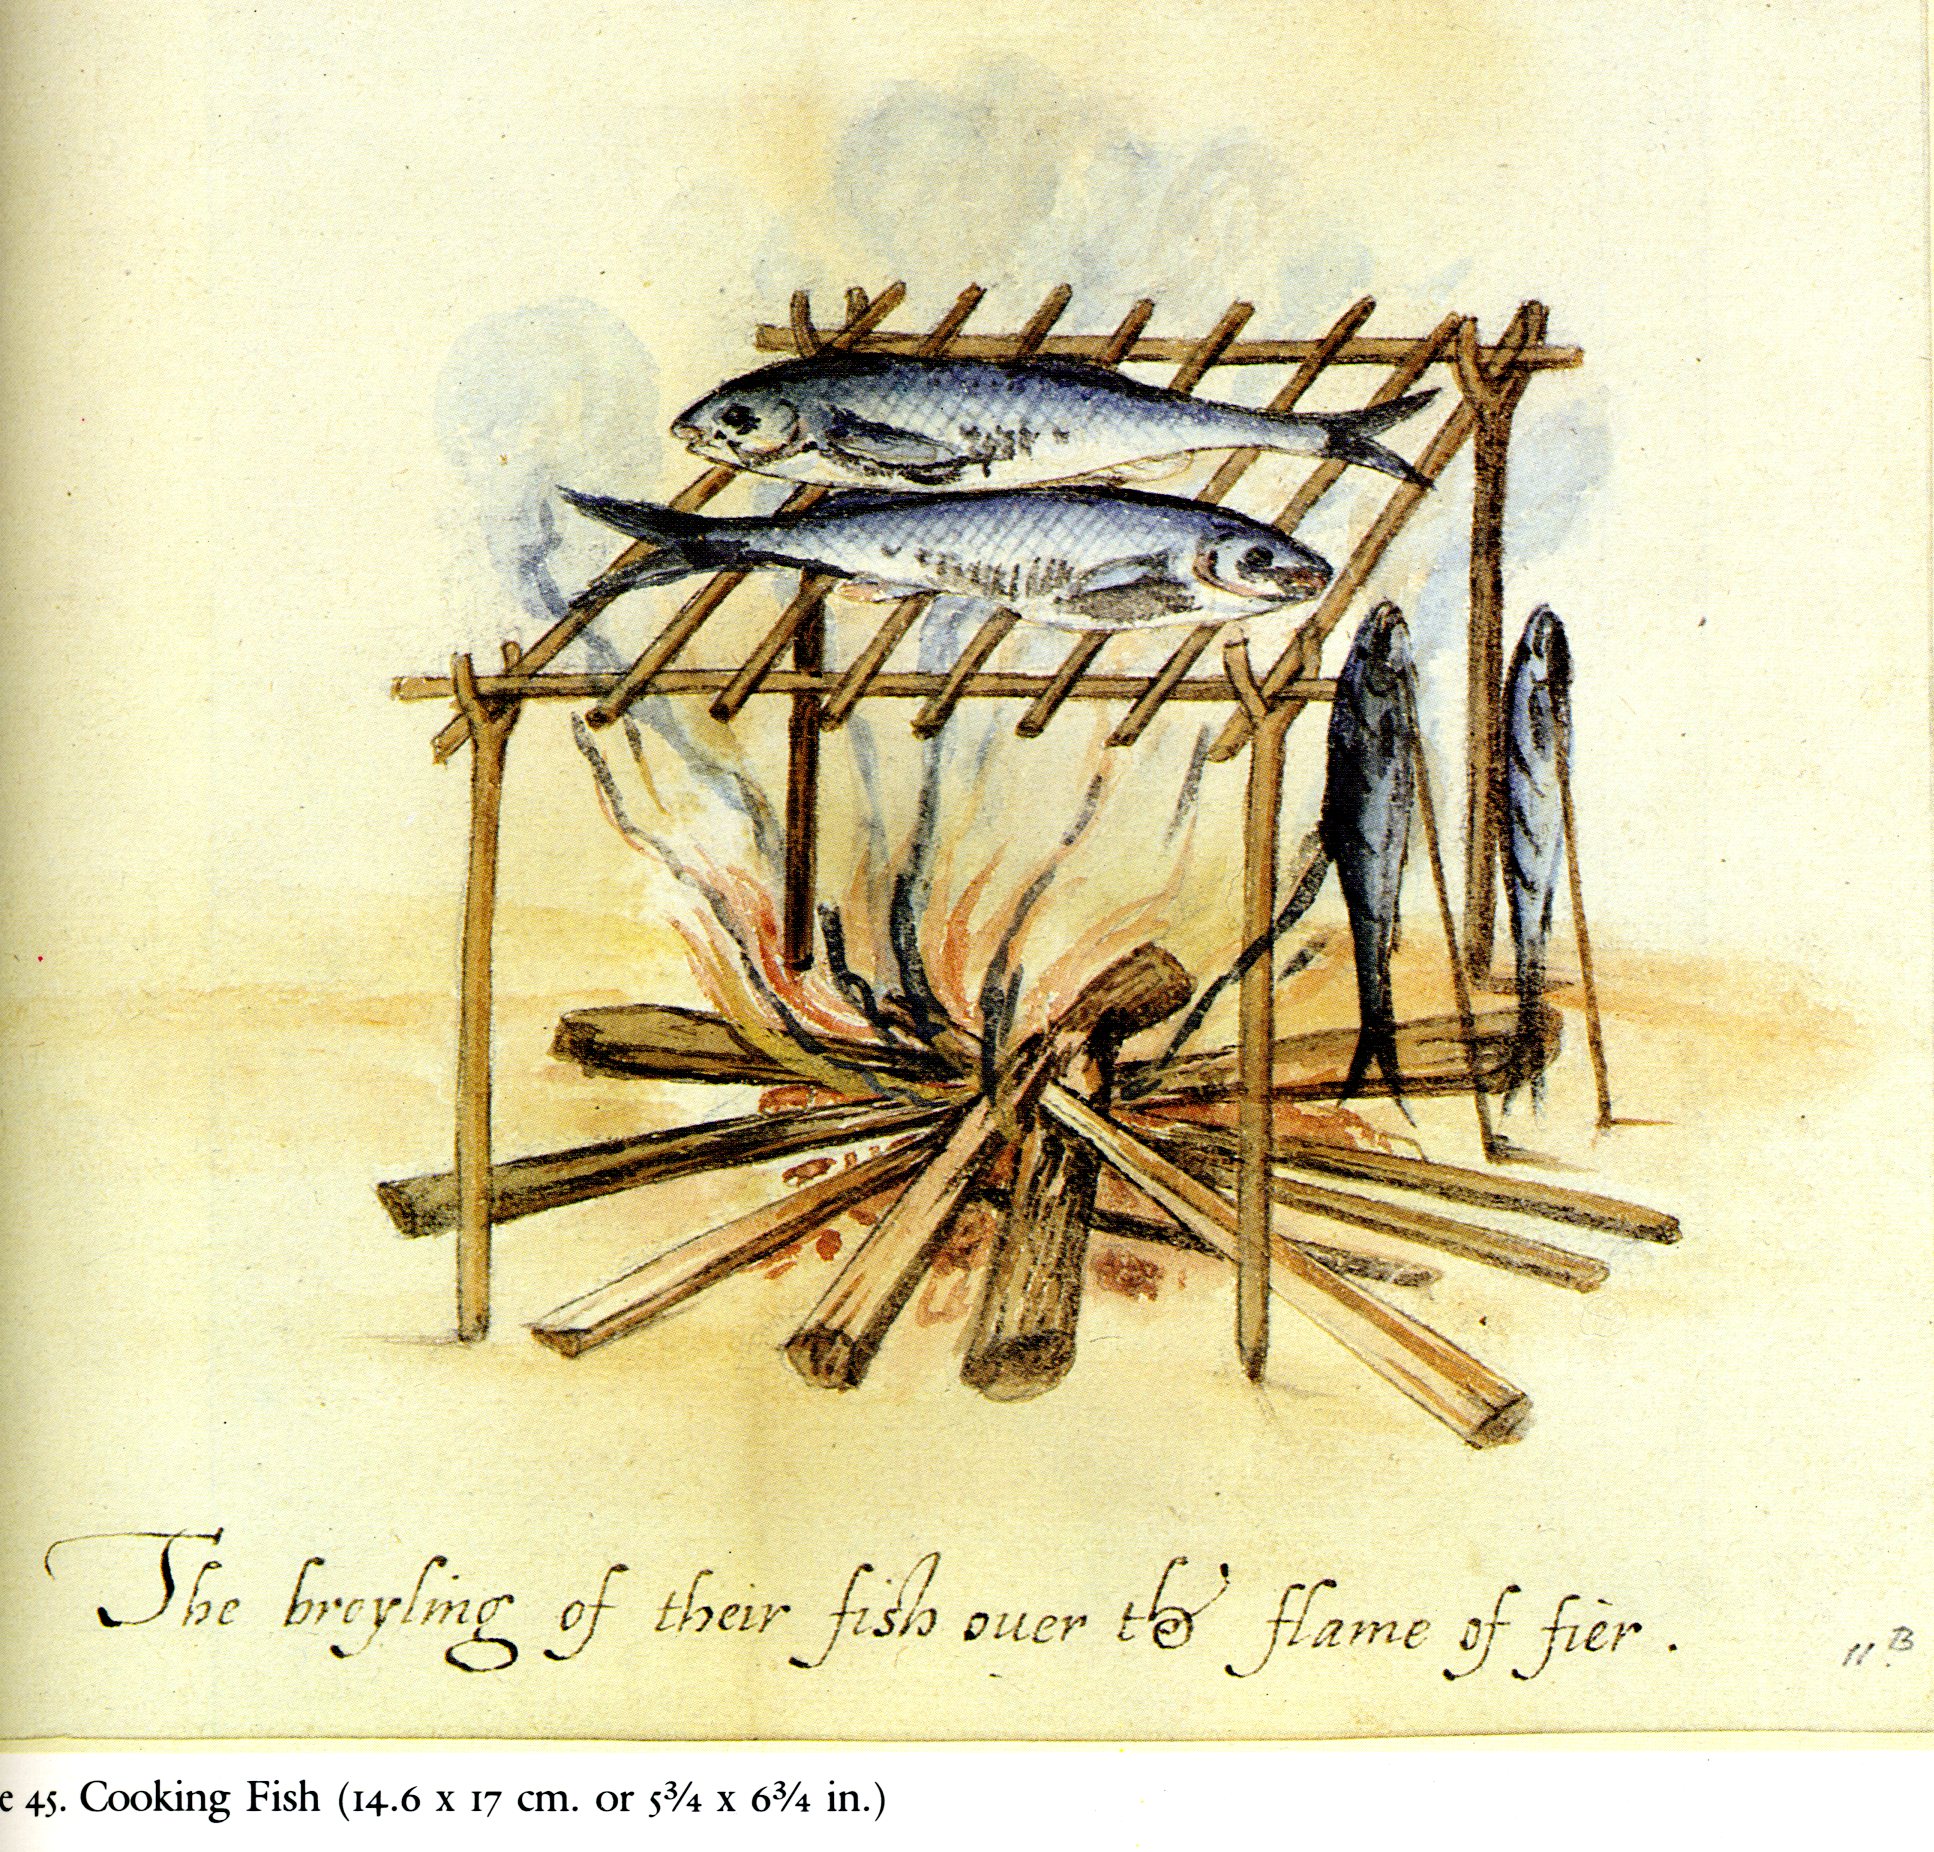 The broyling of their fish ouer the flame of fier .
11 B
e 45. Cooking Fish (14.6 x 17 cm. or 5¾ x 6¾ in.)